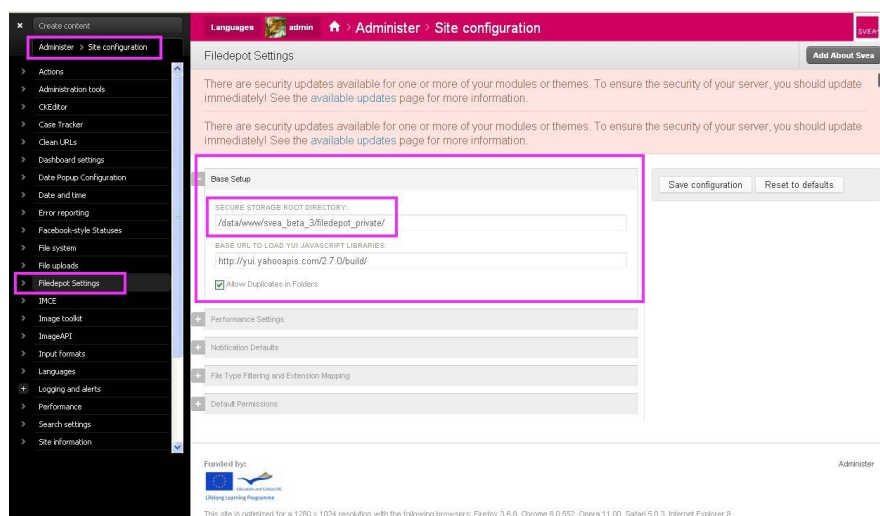 Create content
Administer > Site configuration
Actions
Administration tools
CKEditor
Case Tracker
Clean URLs
Dashboard settings
Date Popup Configuration
Date and time
Error reporting
Facebook-style Statuses
File system
File uploads
Filedepot Settings
IMCE
Image toolkit
ImageAPI
Input formats
Languages
Logging and alerts
Performance
Search settings
Site information
Languages admin > Administer > Site configuration
SVEA
Filedepot Settings
Add About Svea
There are security updates available for one or more of your modules or themes. To ensure the security of your server, you should update
immediately! See the available updates page for more information.
There are security updates available for one or more of your modules or themes. To ensure the security of your server, you should update
immediately! See the available updates page for more information.
Base Setup
SECURE STORAGE ROOT DIRECTORY:
/data/www/svea_beta_3/filedepot_private/
BASE URL TO LOAD YUI JAVASCRIPT LIBRARIES:
http://yui.yahooapis.com/2.7.0/build/
Allow Duplicates in Folders
Save configuration
Reset to defaults
Performance Settings
Notification Defaults
File Type Filtering and Extension Mapping
Default Permissions
Funded by:
Administer
Education and Culture DG
Lifelong Learning Programme
This site is optimized for a 1280 x 1024 resolution with the following browsers: Firefox 3.6.8, Chrome 8.0.552, Opera 11.00, Safari 5.0.3, Internet Explorer 8